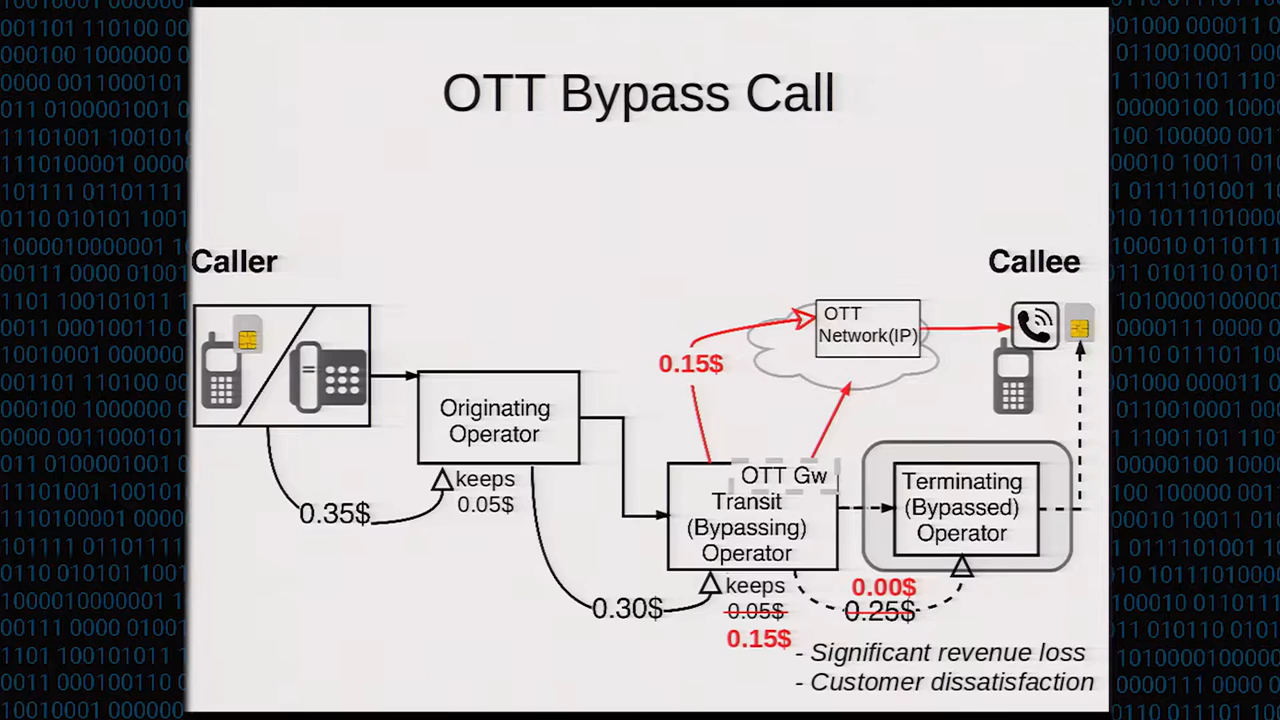 OTT Bypass Call
Caller
Callee
OTT
Network(IP)
0.15$
Originating
Operator
keeps
0.05$
0.35$
OTT Gw
Transit
(Bypassing)
Operator
Terminating
(Bypassed)
Operator
keeps
0.05$
0.15$
0.30$
0.00$
0.25$
- Significant revenue loss
- Customer dissatisfaction